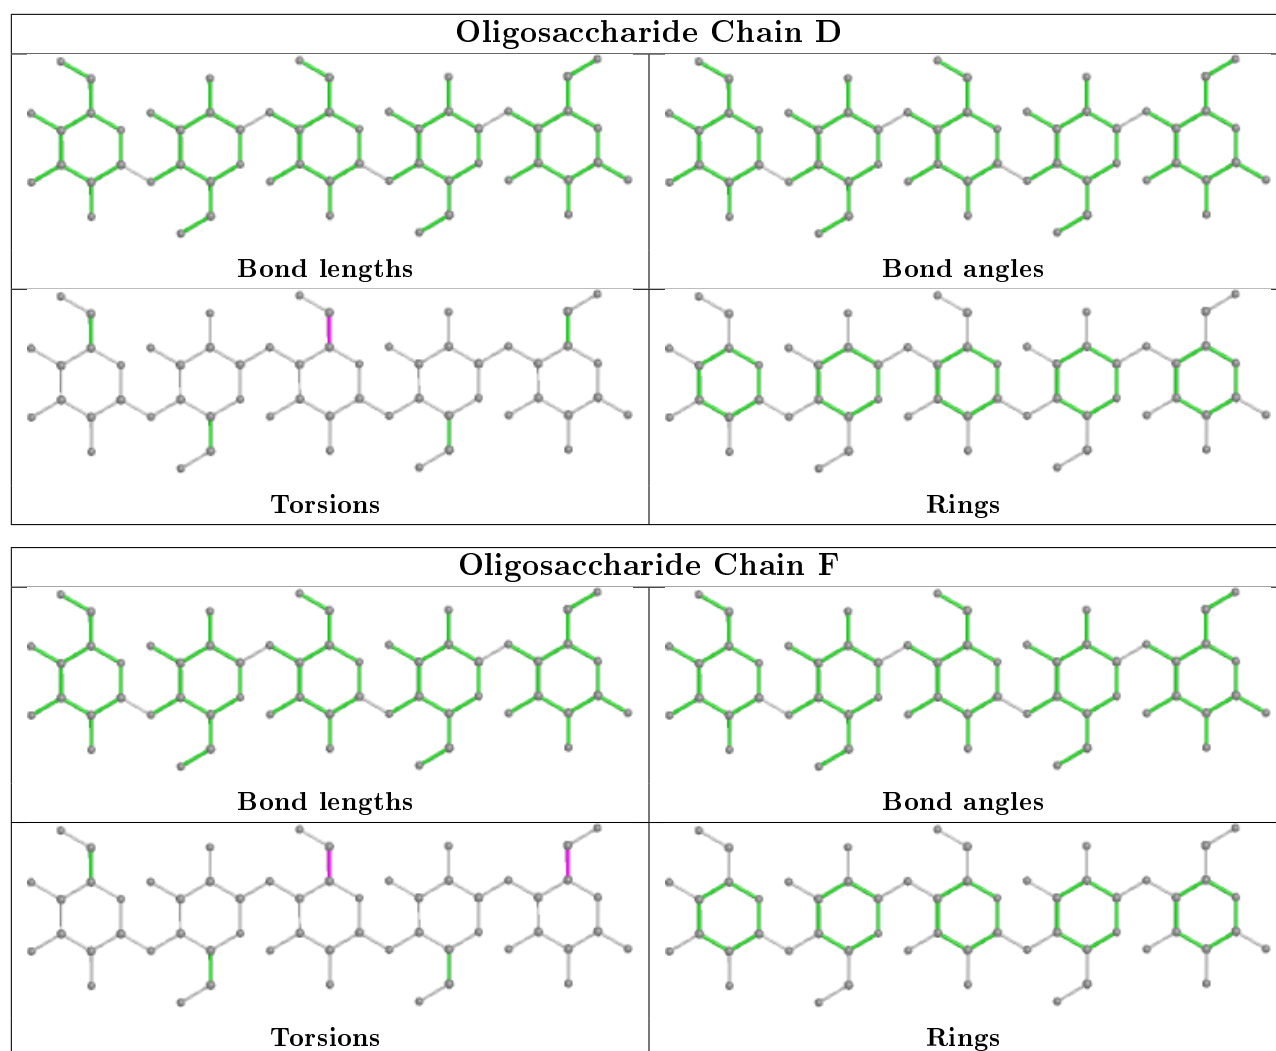 Oligosaccharide Chain D
Bond lengths
Bond angles
Torsions
Rings
Oligosaccharide Chain F
Bond lengths
Bond angles
Torsions
Rings